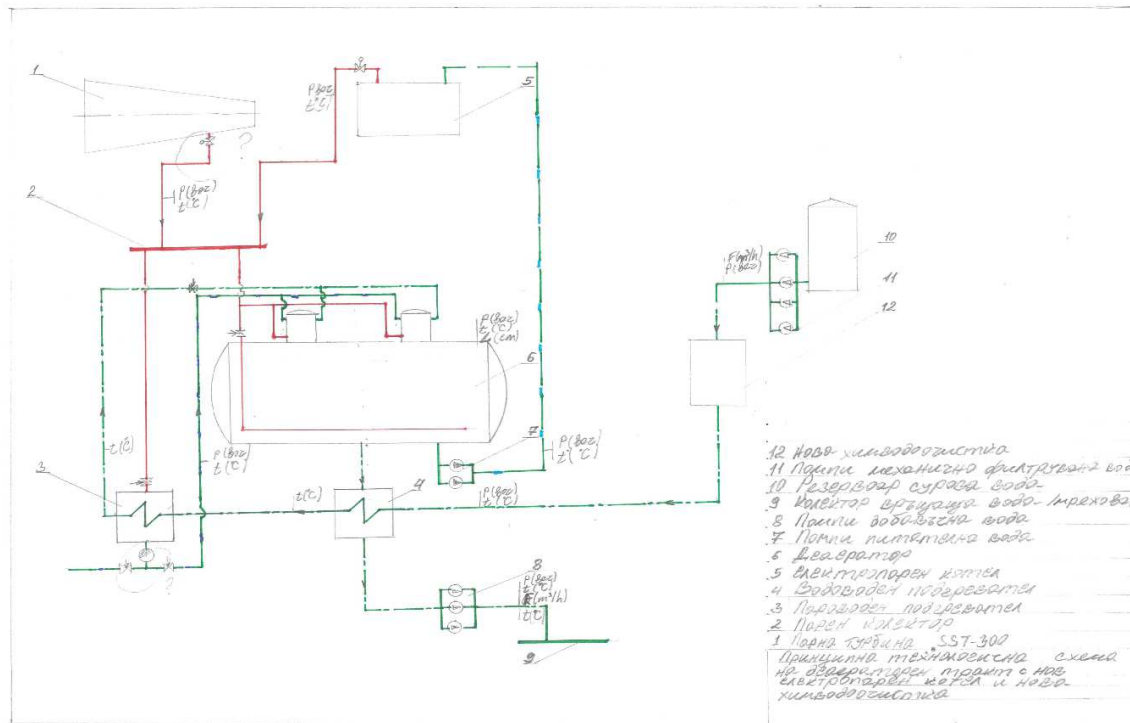 1
2
3
4
5
6
7
8
9
10
11
12
P(bar)
t(°C)
P(bar)
t(°C)
?
F(m³/h)
P(bar)
P(bar)
t(°C)
L(cm)
t(°C)
P(bar)
t(°C)
P(bar)
t(°C)
t(°C)
P(bar)
t(°C)
?
P(bar)
t(°C)
F(m³/h)
t(°C)
12 Нова химводоочистка
11 Помпи механично филтрувана вод
10 Резервоар сурова вода
9 Колектор връщаща вода - мрежова
8 Помпи добавъчна вода
7 Помпи питателна вода
6 Деаератор
5 Електропарен котел
4 Водоводен подгревател
3 Пароводен подгревател
2 Парен колектор
1 Парна турбина SST-300
Принципна технологична схема
на деаераторен тракт с нов
електропарен котел и нова
химводоочистка